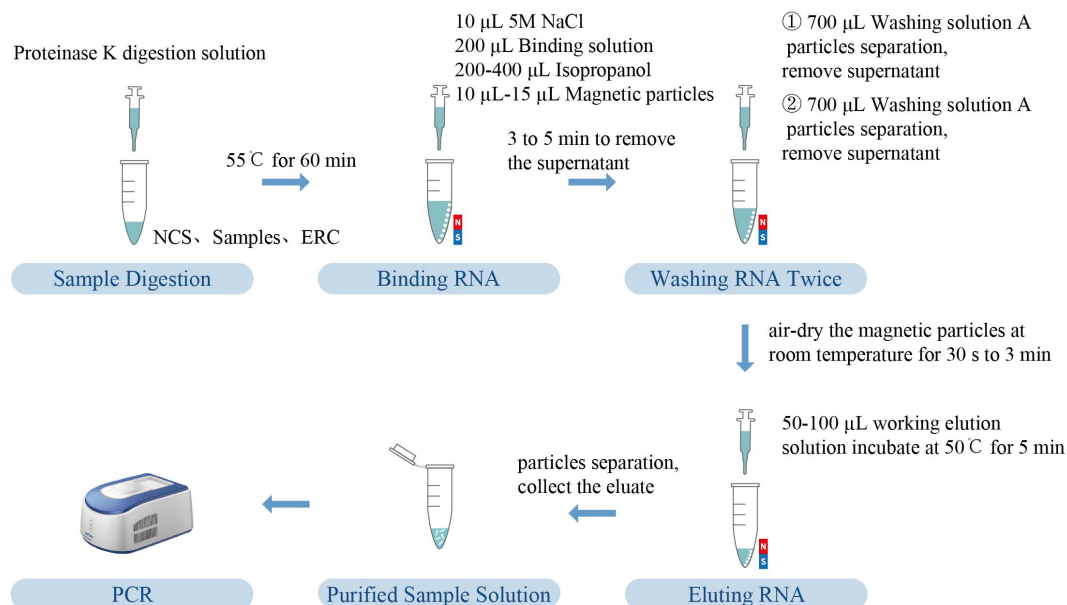 Proteinase K digestion solution
55℃ for 60 min
NCS、Samples、ERC
Sample Digestion
10 μL 5M NaCl
200 μL Binding solution
200-400 μL Isopropanol
10 μL-15 μL Magnetic particles
3 to 5 min to remove
the supernatant
N
S
Binding RNA
① 700 μL Washing solution A
particles separation,
remove supernatant
② 700 μL Washing solution A
particles separation,
remove supernatant
N
S
Washing RNA Twice
air-dry the magnetic particles at
room temperature for 30 s to 3 min
50-100 μL working elution
solution incubate at 50℃ for 5 min
N
S
Eluting RNA
particles separation,
collect the eluate
Purified Sample Solution
PCR